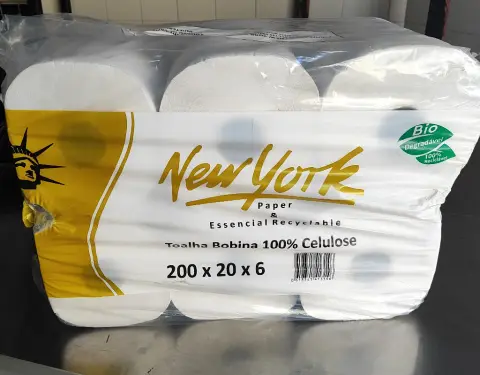 Bio
Degradável
100%
Reciclável
New York
Paper
&
Essencial Recyclable
Toalha Bobina 100% Celulose
200 x 20 x 6